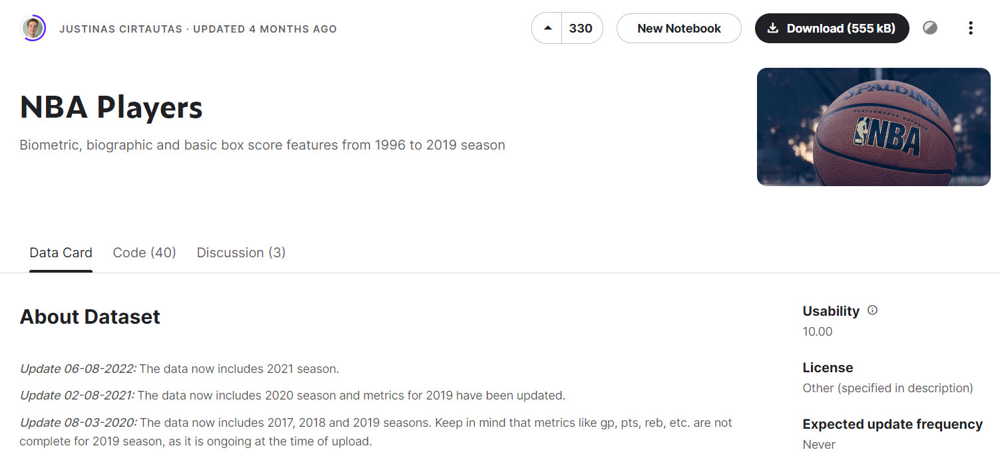 JUSTINAS CIRTAUTAS · UPDATED 4 MONTHS AGO
330
New Notebook
Download (555 kB)
NBA Players
Biometric, biographic and basic box score features from 1996 to 2019 season
SPALDING
PERFORMANCE OUTDOOR
NBA
NBA
Data Card
Code (40)
Discussion (3)
About Dataset
Update 06-08-2022: The data now includes 2021 season.
Update 02-08-2021: The data now includes 2020 season and metrics for 2019 have been updated.
Update 08-03-2020: The data now includes 2017, 2018 and 2019 seasons. Keep in mind that metrics like gp, pts, reb, etc. are not
complete for 2019 season, as it is ongoing at the time of upload.
Usability
10.00
License
Other (specified in description)
Expected update frequency
Never